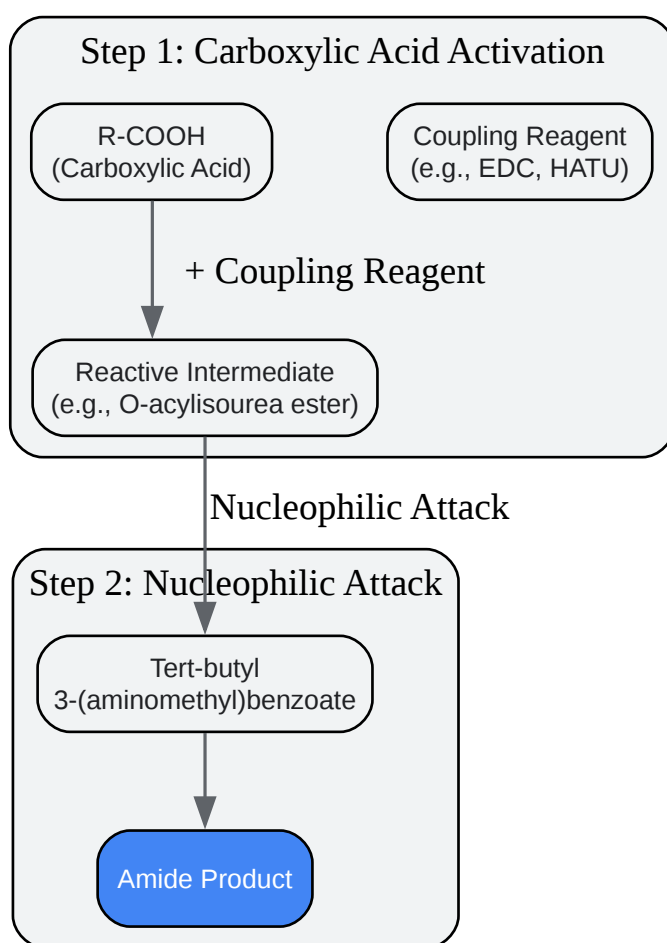 Step 1: Carboxylic Acid Activation
R-COOH
(Carboxylic Acid)
Coupling Reagent
(e.g., EDC, HATU)
+ Coupling Reagent
Reactive Intermediate
(e.g., O-acylisourea ester)
Nucleophilic Attack
Step 2: Nucleophilic Attack
Tert-butyl
3-(aminomethyl)benzoate
Amide Product